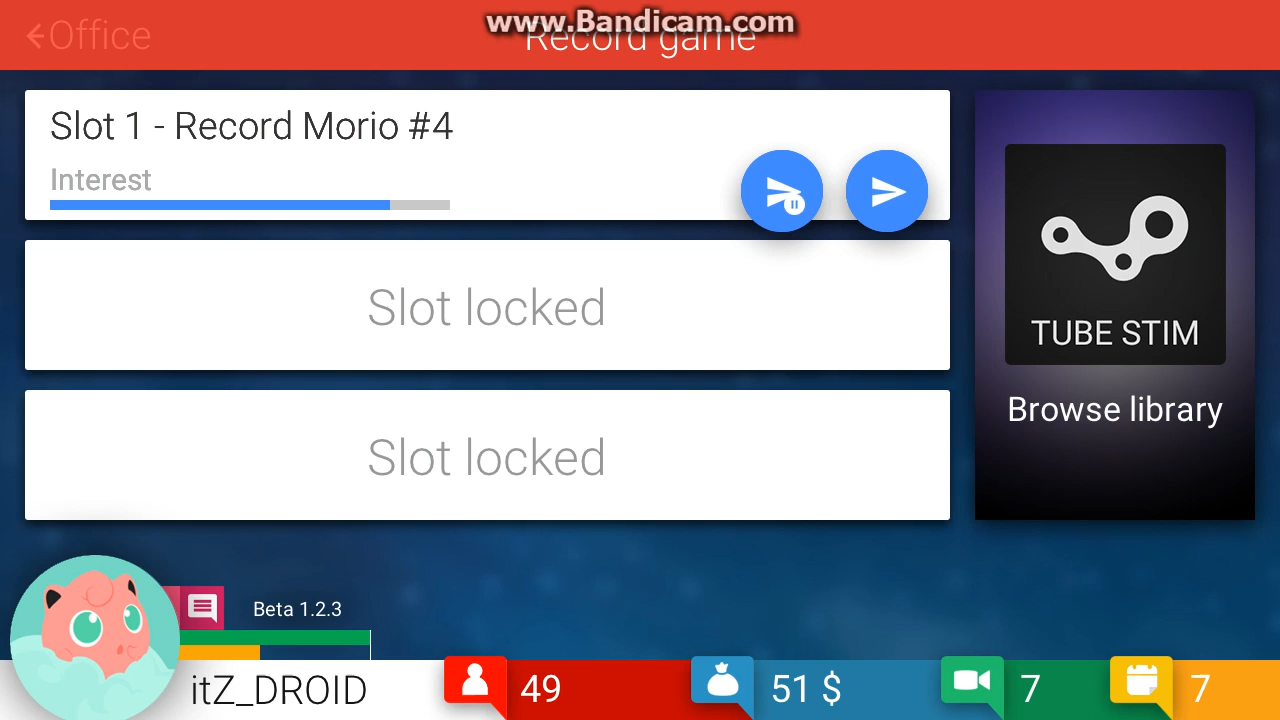 www.Bandicam.com
Office
Record game
Slot 1 - Record Morio #4
Interest
Slot locked
Slot locked
TUBE STIM
Browse library
Beta 1.2.3
itZ_DROID
49
51 $
7
7